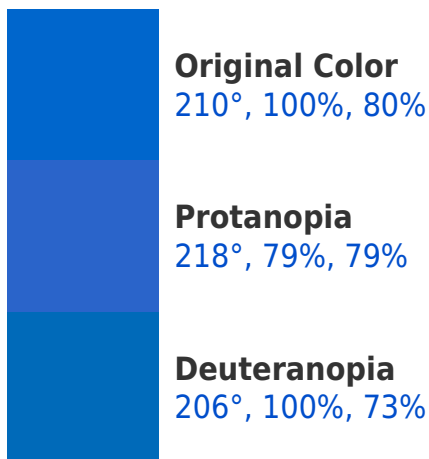 Original Color
210°, 100%, 80%
Protanopia
218°, 79%, 79%
Deuteranopia
206°, 100%, 73%